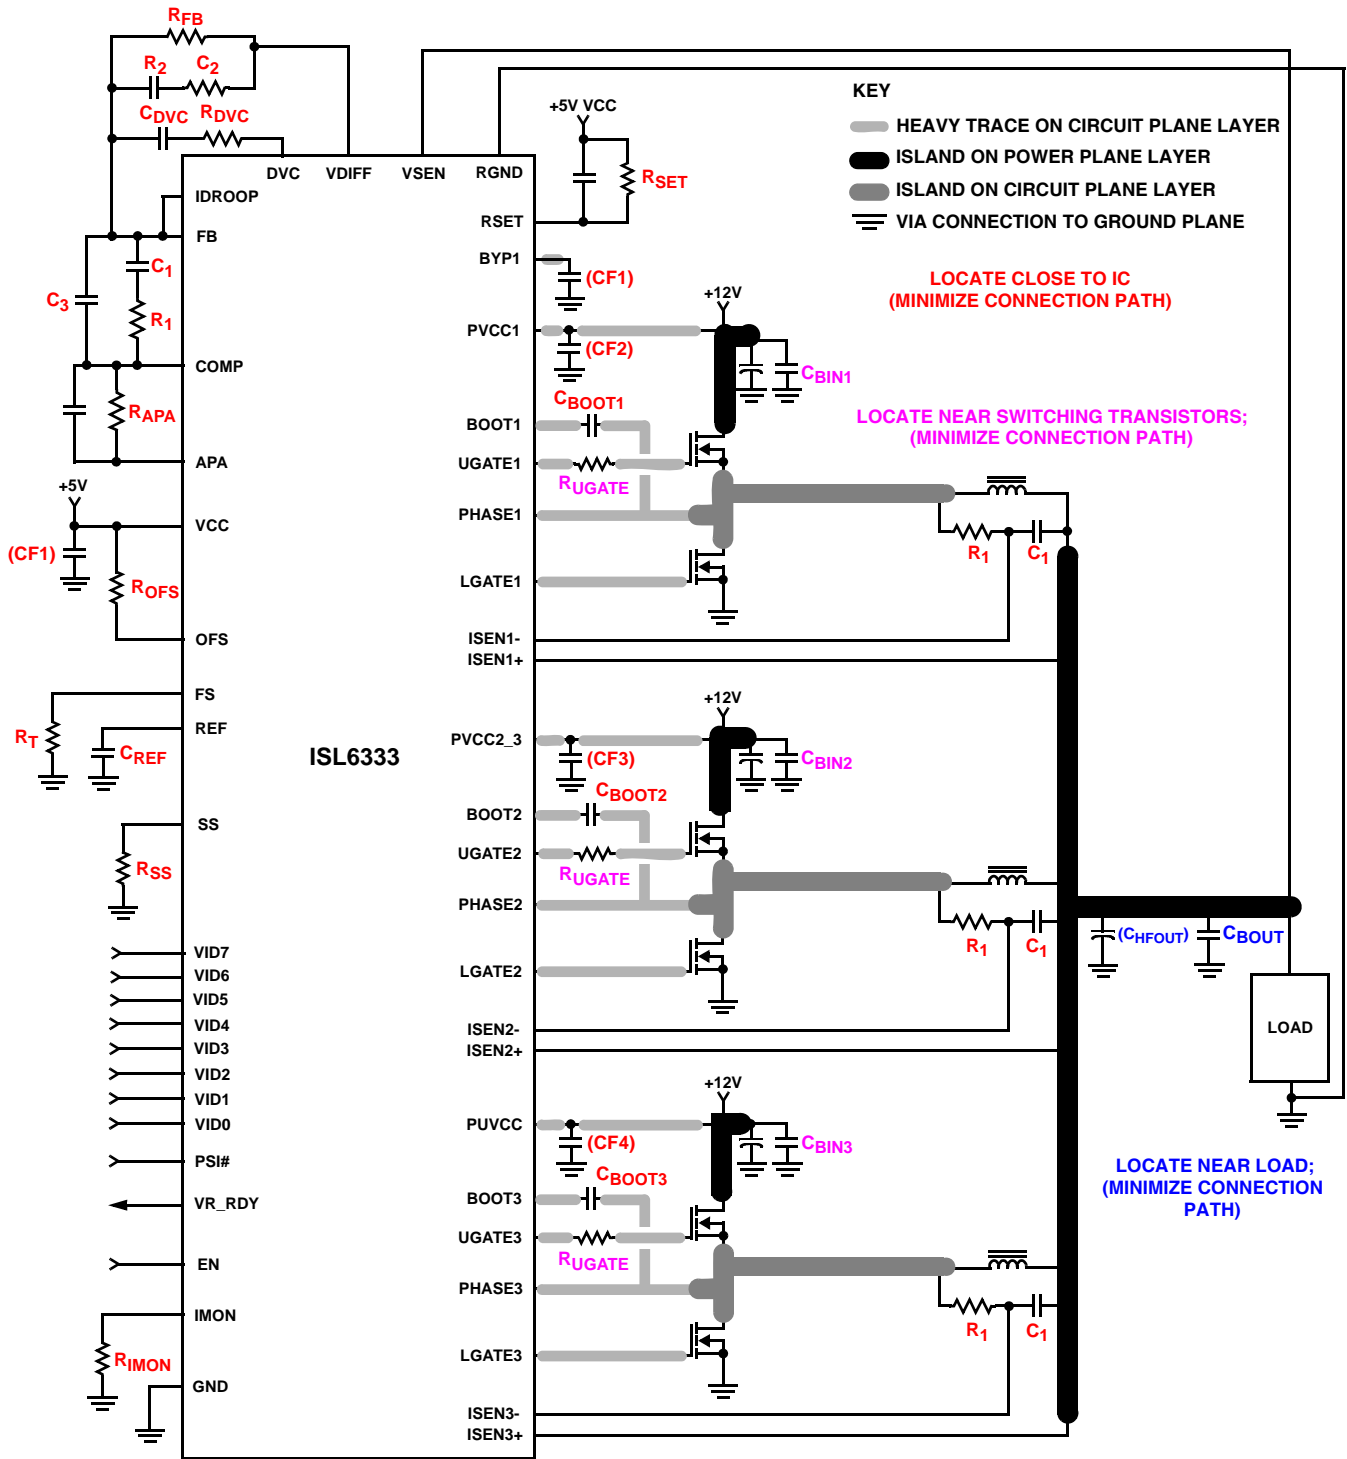 RFB
R2 C2
CDVC RDVC
DVC VDIFF VSEN RGND
+5V VCC
RSET
RSET
KEY
HEAVY TRACE ON CIRCUIT PLANE LAYER
ISLAND ON POWER PLANE LAYER
ISLAND ON CIRCUIT PLANE LAYER
VIA CONNECTION TO GROUND PLANE
LOCATE CLOSE TO IC
(MINIMIZE CONNECTION PATH)
LOCATE NEAR SWITCHING TRANSISTORS;
(MINIMIZE CONNECTION PATH)
IDROOP
FB
C1
C3
R1
COMP
RAPA
APA
+5V
VCC
(CF1)
ROFS
OFS
FS
RT
REF
CREF
SS
RSS
VID7
VID6
VID5
VID4
VID3
VID2
VID1
VID0
PSI#
VR_RDY
EN
IMON
RIMON
GND
ISL6333
BYP1
(CF1)
+12V
PVCC1
(CF2)
CBIN1
CBOOT1
BOOT1
UGATE1
RUGATE
PHASE1
R1 C1
LGATE1
ISEN1-
ISEN1+
+12V
PVCC2_3
(CF3)
CBIN2
CBOOT2
BOOT2
UGATE2
RUGATE
PHASE2
R1 C1
LGATE2
ISEN2-
ISEN2+
(CHFOUT) CBOUT
LOAD
+12V
PUVCC
(CF4)
CBIN3
CBOOT3
BOOT3
UGATE3
RUGATE
PHASE3
R1 C1
LGATE3
ISEN3-
ISEN3+
LOCATE NEAR LOAD;
(MINIMIZE CONNECTION
PATH)